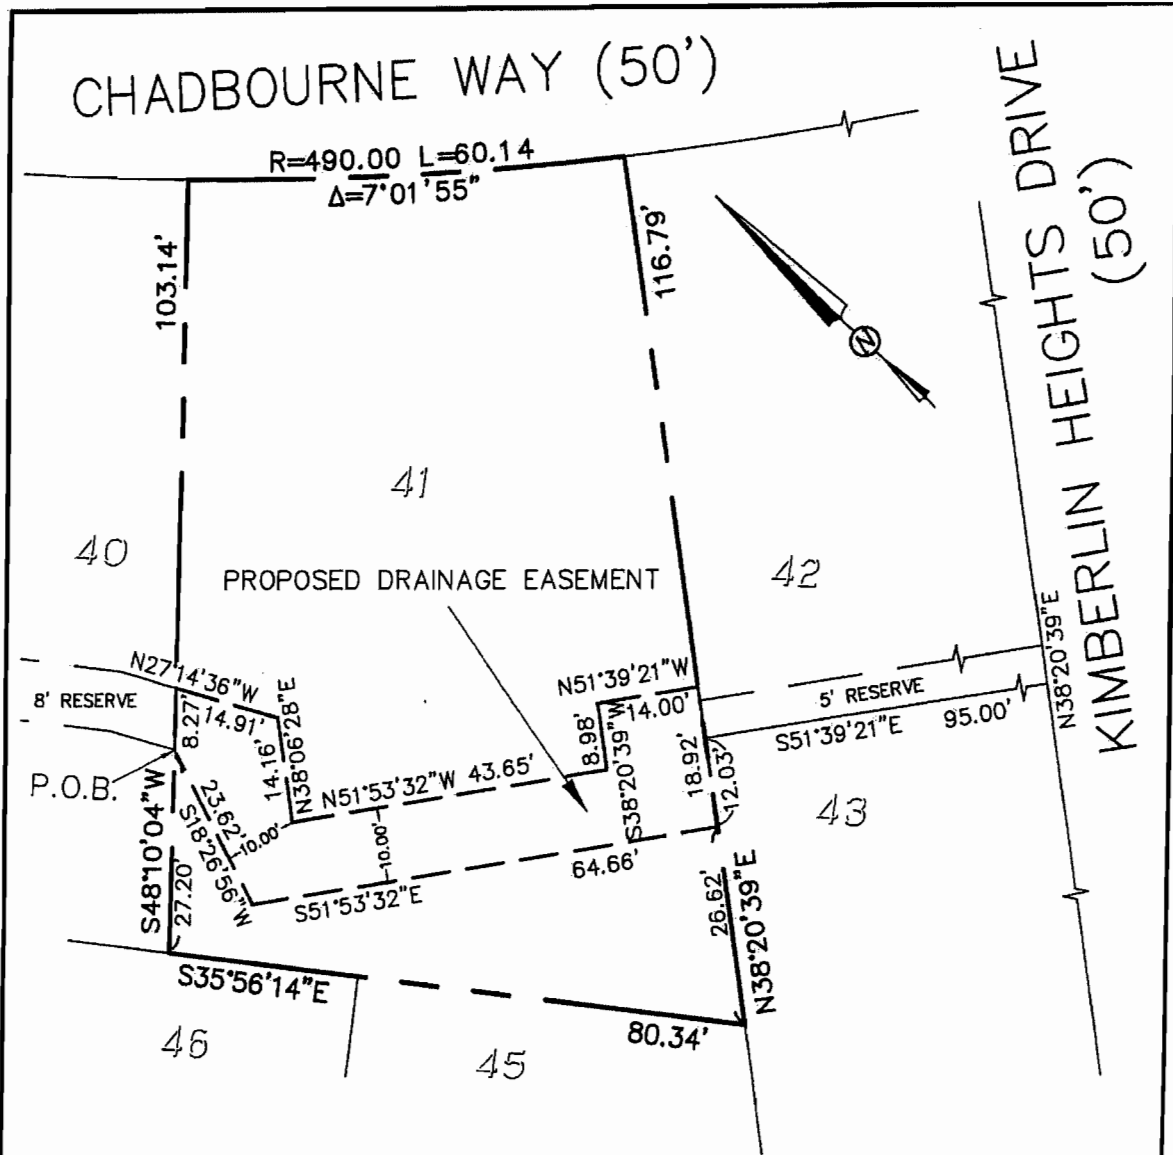 CHADBOURNE WAY (50')
KIMBERLIN HEIGHTS DRIVE
(50')
R=490.00 L=60.14
Δ=7°01'55"
103.14'
116.79'
N
41
40
42
PROPOSED DRAINAGE EASEMENT
N38°20'39"E
N27°14'36"W
14.91'
8' RESERVE
8.27'
14.16'
N38°06'28"E
N51°39'21"W
14.00'
5' RESERVE
S51°39'21"E 95.00'
8.98'
S38°20'39"W
18.92'
12.03'
P.O.B.
N51°53'32"W 43.65'
23.62'
S18°26'56"W
10.00'
10.00'
S48°10'04"W
27.20'
S51°53'32"E
64.66'
43
26.62'
N38°20'39"E
S35°56'14"E
80.34'
46
45